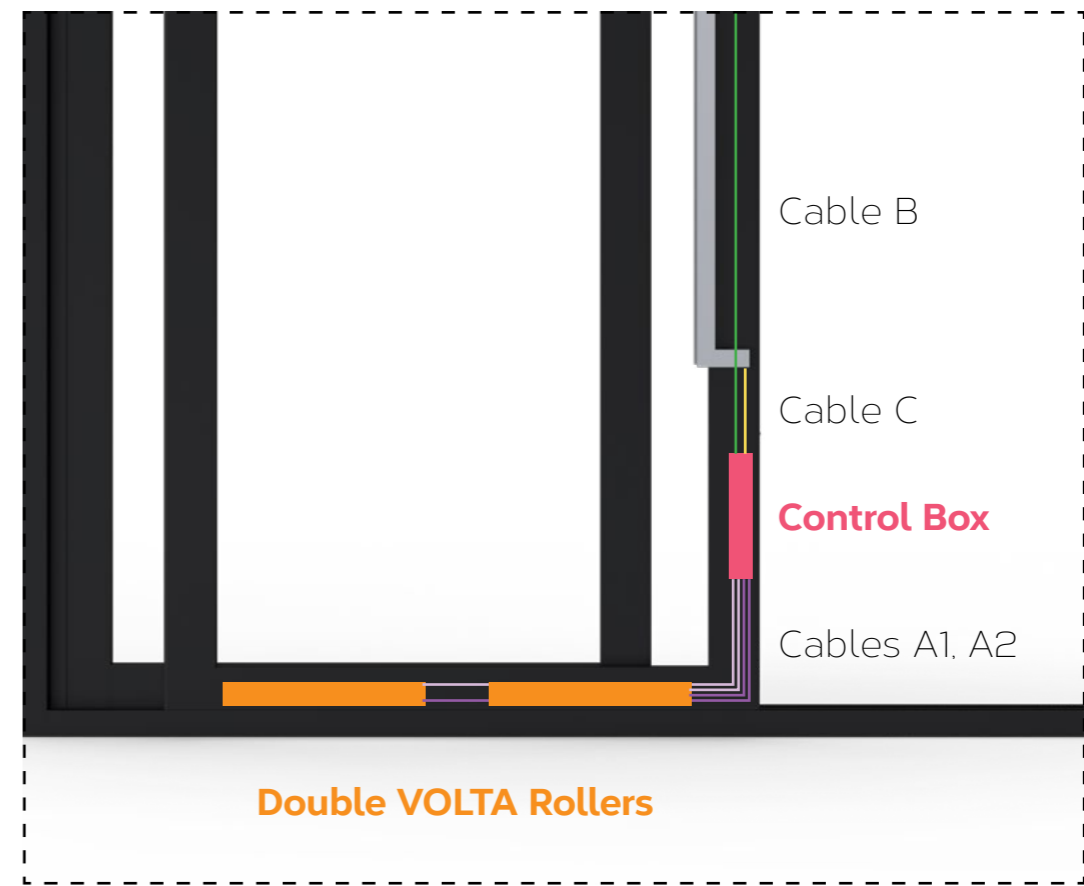 Cable B
Cable C
Control Box
Cables A1, A2
Double VOLTA Rollers